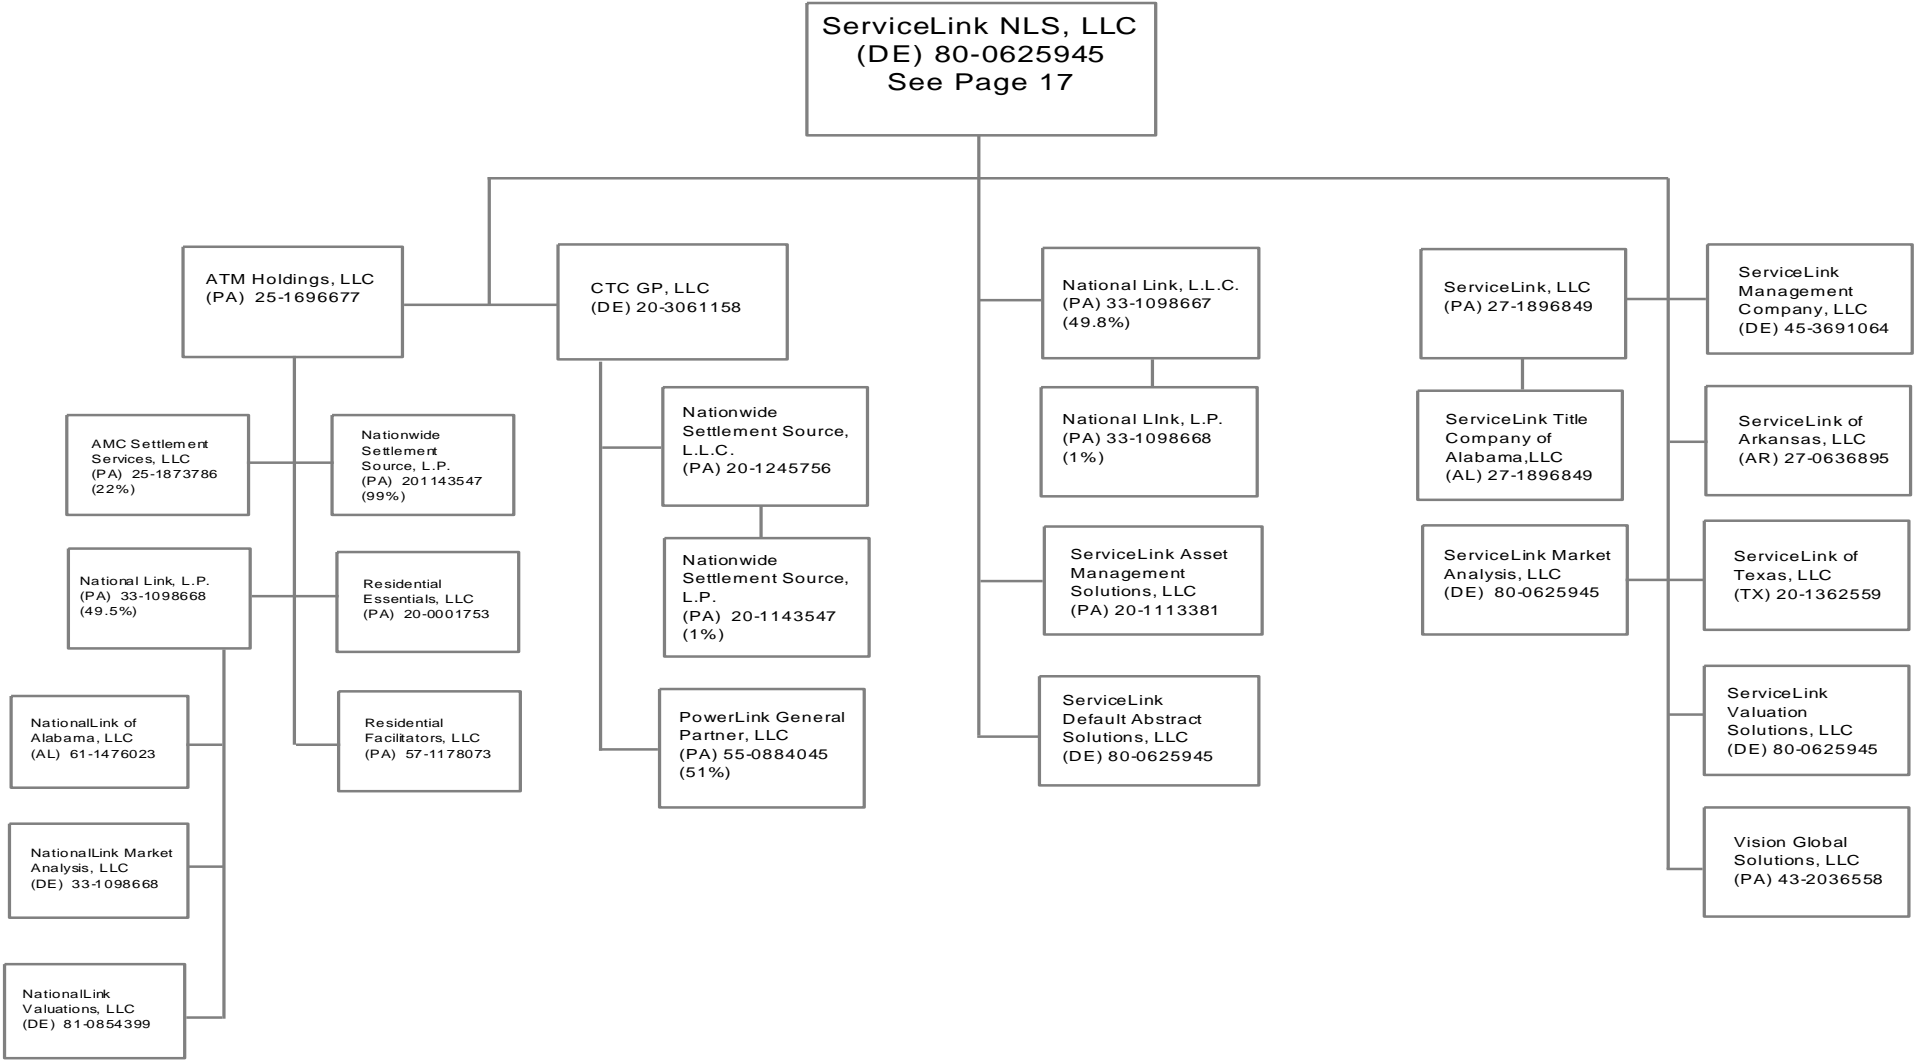 ServiceLink NLS, LLC
(DE) 80-0625945
See Page 17
ATM Holdings, LLC
(PA) 25-1696677
CTC GP, LLC
(DE) 20-3061158
National Link, L.L.C.
(PA) 33-1098667
(49.8%)
ServiceLink, LLC
(PA) 27-1896849
ServiceLink
Management
Company, LLC
(DE) 45-3691064
AMC Settlement
Services, LLC
(PA) 25-1873786
(22%)
Nationwide
Settlement
Source, L.P.
(PA) 201143547
(99%)
Nationwide
Settlement Source,
L.L.C.
(PA) 20-1245756
National LInk, L.P.
(PA) 33-1098668
(1%)
ServiceLink Title
Company of
Alabama,LLC
(AL) 27-1896849
ServiceLink of
Arkansas, LLC
(AR) 27-0636895
National Link, L.P.
(PA) 33-1098668
(49.5%)
Residential
Essentials, LLC
(PA) 20-0001753
Nationwide
Settlement Source,
L.P.
(PA) 20-1143547
(1%)
ServiceLink Asset
Management
Solutions, LLC
(PA) 20-1113381
ServiceLink Market
Analysis, LLC
(DE) 80-0625945
ServiceLink of
Texas, LLC
(TX) 20-1362559
NationalLink of
Alabama, LLC
(AL) 61-1476023
Residential
Facilitators, LLC
(PA) 57-1178073
PowerLink General
Partner, LLC
(PA) 55-0884045
(51%)
ServiceLink
Default Abstract
Solutions, LLC
(DE) 80-0625945
ServiceLink
Valuation
Solutions, LLC
(DE) 80-0625945
NationalLink Market
Analysis, LLC
(DE) 33-1098668
Vision Global
Solutions, LLC
(PA) 43-2036558
NationalLink
Valuations, LLC
(DE) 81-0854399